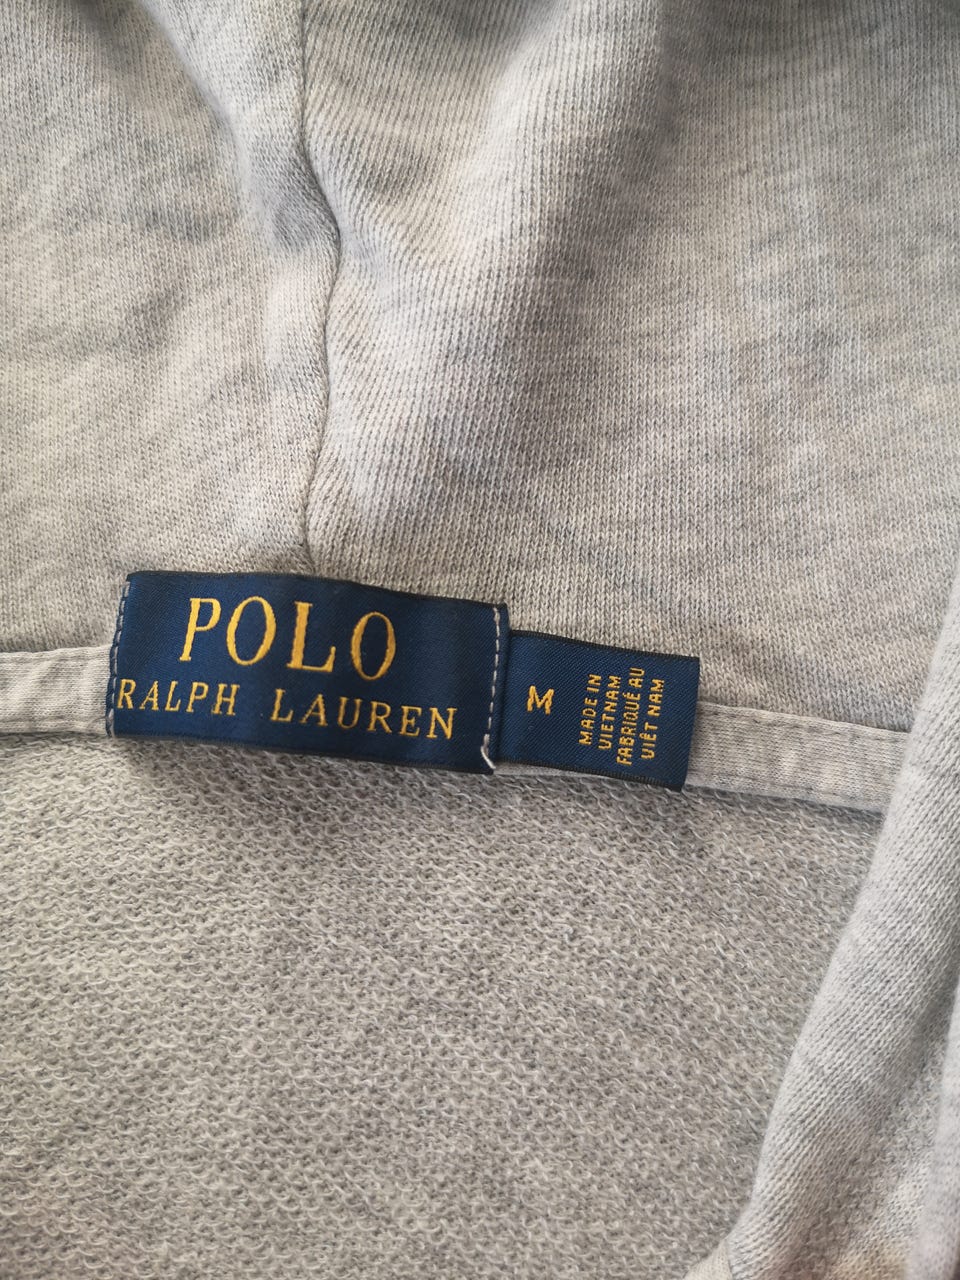 POLO
RALPH LAUREN
M
MADE IN
VIETNAM
FABRIQUÉ AU
VIÊT NAM